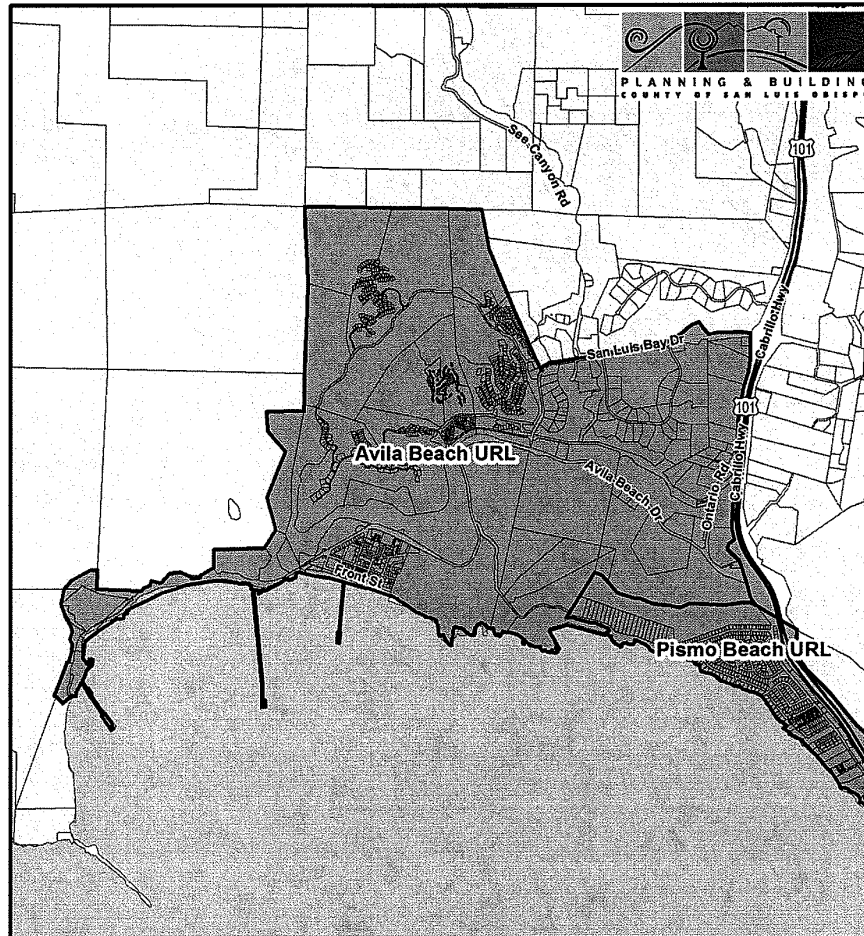 PLANNING & BUILDING
COUNTY OF SAN LUIS OBISPO
101
See Canyon Rd
Cabrillo Hwy
San Luis Bay Dr
101
Cabrillo Hwy
Ontario Rd
Avila Beach URL
Avila Beach Dr
Front St
Pismo Beach URL